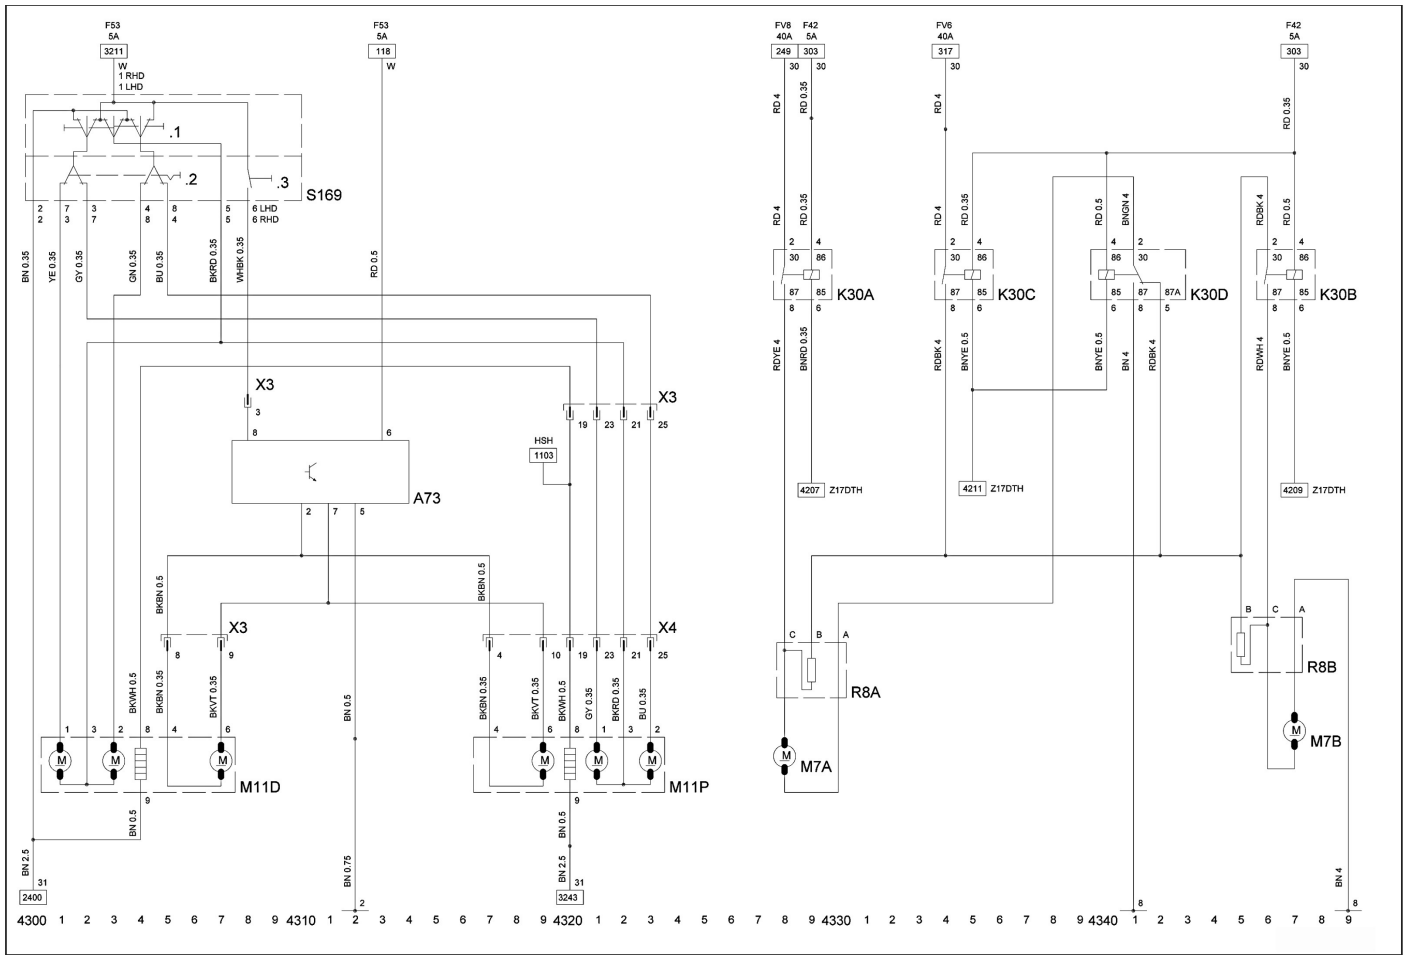 F53 F53 FV8 F42 FV6 F42
5A 5A 40A 5A 40A 5A
3211 118 249 303 317 303
W W 30 30 30 30
1 RHD
1 LHD
RD 4 RD 0.35 RD 4 RD 0.35
.1
.2 .3
S169
2 7 3 4 8 5 6 LHD
2 3 7 8 4 5 6 RHD
BN 0.35 YE 0.35 GY 0.35 GN 0.35 BU 0.35 BKRD 0.35 WHBK 0.35 RD 0.5
RD 4 RD 0.35 RD 4 RD 0.35 RD 0.5 BNGN 4 RDBK 4 RD 0.5
2 4 2 4 4 2 2 4
30 86 30 86 86 30 30 86
87 85 K30A 87 85 K30C 85 87 87A K30D 87 85 K30B
8 6 8 6 6 8 5 8 6
RDYE 4 BNRD 0.35 RDBK 4 BNYE 0.5 BNYE 0.5 BN 4 RDBK 4 RDWH 4 BNYE 0.5
X3 X3
3 19 23 21 25
8 6
HSH
1103
A73
2 7 5
4207 Z17DTH 4211 Z17DTH 4209 Z17DTH
BKBN 0.5 BKBN 0.5
X3 X4
8 9 4 10 19 23 21 25
C B A B C A
R8A R8B
BKWH 0.5 BKBN 0.35 BKVT 0.35 BN 0.5 BKBN 0.35 BKVT 0.35 BKWH 0.5 GY 0.35 BKRD 0.35 BU 0.35
1 3 2 8 4 6 4 6 8 1 3 2
M M M M M M M M
M11D M11P M7A M7B
9 9
BN 0.5 BN 0.5
BN 2.5 BN 0.75 BN 2.5 BN 4
31 2 31 8 8
2400 3243
4300 1 2 3 4 5 6 7 8 9 4310 1 2 3 4 5 6 7 8 9 4320 1 2 3 4 5 6 7 8 9 4330 1 2 3 4 5 6 7 8 9 4340 1 2 3 4 5 6 7 8 9